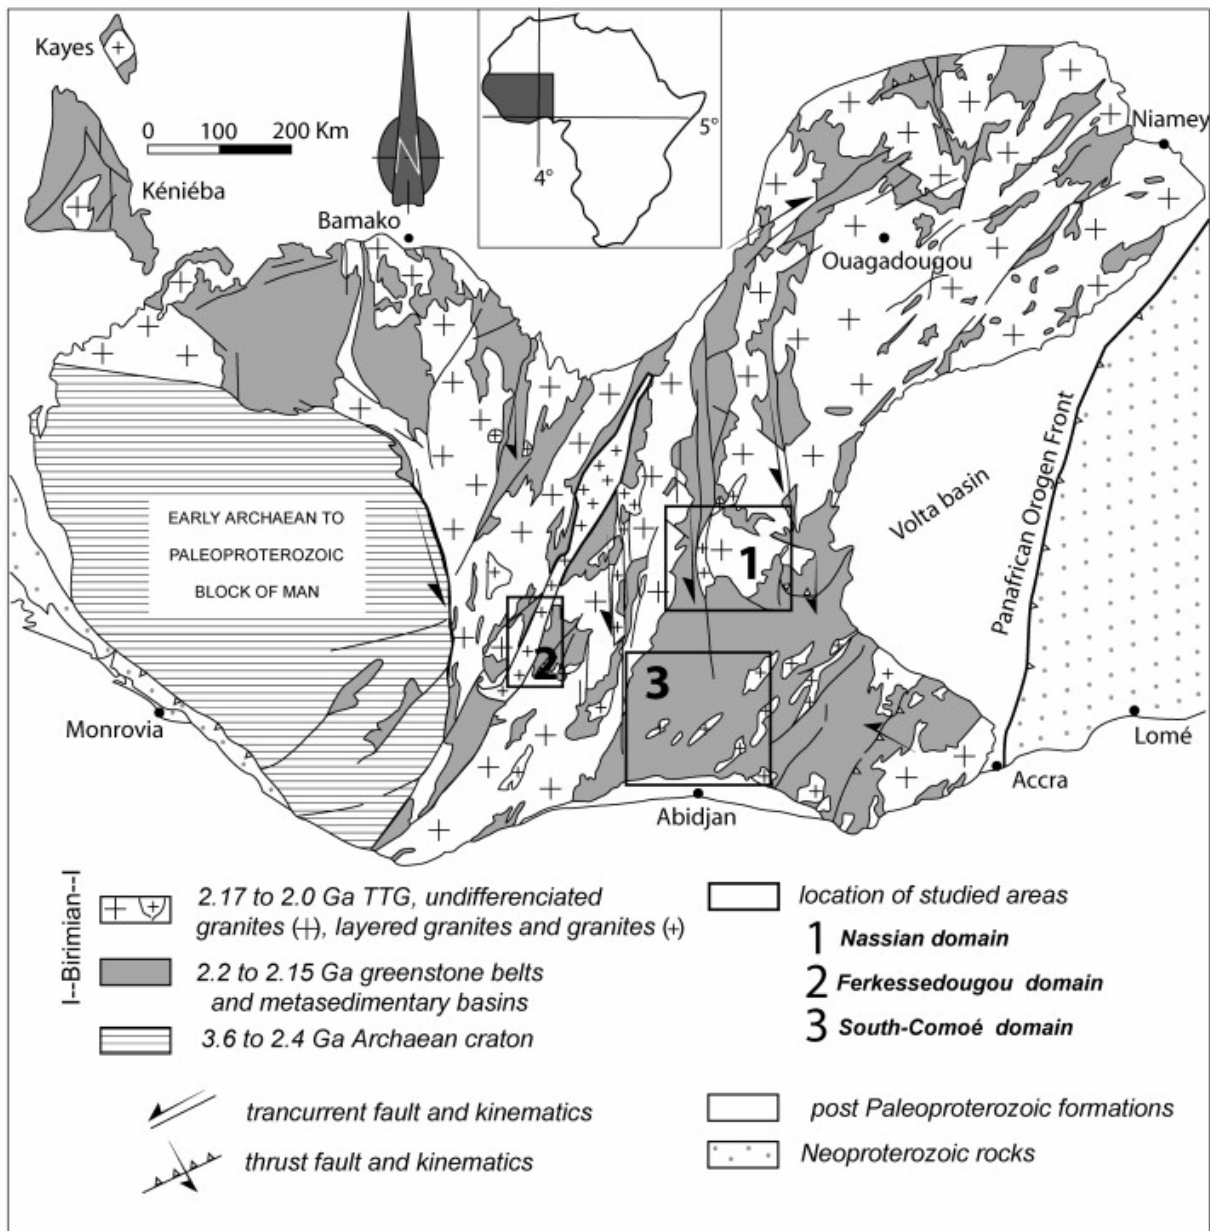 Kayes
0 100 200 Km
N
5°
4°
Niamey
Kéniéba
Bamako
Ouagadougou
EARLY ARCHAEAN TO
PALEOPROTEROZOIC
BLOCK OF MAN
Volta basin
Panafrican Orogen Front
1
2
3
Monrovia
Lomé
Accra
Abidjan
I--Birimian--I
2.17 to 2.0 Ga TTG, undifferenciated
granites (+), layered granites and granites (+)
2.2 to 2.15 Ga greenstone belts
and metasedimentary basins
3.6 to 2.4 Ga Archaean craton
trancurrent fault and kinematics
thrust fault and kinematics
location of studied areas
1 Nassian domain
2 Ferkessedougou domain
3 South-Comoé domain
post Paleoproterozoic formations
Neoproterozoic rocks